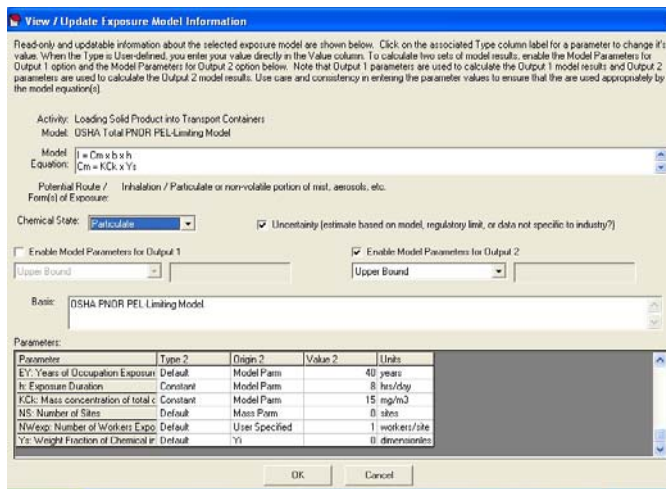 View / Update Exposure Model Information
Read-only and updatable information about the selected exposure model are shown below. Click on the associated Type column label for a parameter to change it's
value. When the Type is User-defined, you enter your value directly in the Value column. To calculate two sets of model results, enable the Model Parameters for
Output 1 option and the Model Parameters for Output 2 option below. Note that Output 1 parameters are used to calculate the Output 1 model results and Output 2
parameters are used to calculate the Output 2 model results. Use care and consistency in entering the parameter values to ensure that the are used appropriately by
the model equation(s).
Activity: Loading Solid Product into Transport Containers
Model: OSHA Total PNOR PEL-Limiting Model
Model Equation: I = Cm x b x h
Cm = KCk x Ys
Potential Route / Form(s) of Exposure: Inhalation / Particulate or non-volatile portion of mist, aerosols, etc.
Chemical State: Particulate
Uncertainty (estimate based on model, regulatory limit, or data not specific to industry?)
Enable Model Parameters for Output 1
Enable Model Parameters for Output 2
Upper Bound
Upper Bound
Basis: OSHA PNOR PEL-Limiting Model.
Parameters:
Parameter Type 2 Origin 2 Value 2 Units
EY: Years of Occupation Exposur Default Model Parm 40 years
h: Exposure Duration Constant Model Parm 8 hrs/day
KCk: Mass concentration of total c Constant Model Parm 15 mg/m3
NS: Number of Sites Default Mass Parm 0 sites
NWexp: Number of Workers Expo Default User Specified 1 workers/site
Ys: Weight Fraction of Chemical ir Default Yi 0 dimensionles
OK Cancel